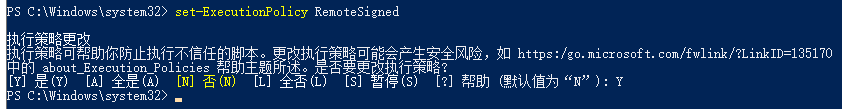 PS C:\Windows\system32> set-ExecutionPolicy RemoteSigned
执行策略更改
执行策略可帮助你防止执行不信任的脚本。更改执行策略可能会产生安全风险，如 https:/go.microsoft.com/fwlink/?LinkID=135170
中的 about_Execution_Policies 帮助主题所述。是否要更改执行策略?
[Y] 是(Y)  [A] 全是(A)  [N] 否(N)  [L] 全否(L)  [S] 暂停(S)  [?] 帮助 (默认值为“N”): Y
PS C:\Windows\system32>